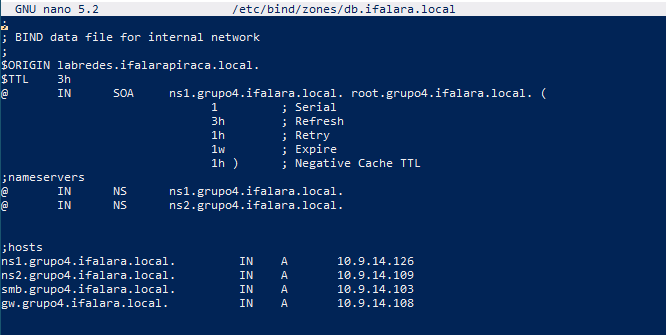 GNU nano 5.2 /etc/bind/zones/db.ifalara.local
;
; BIND data file for internal network
;
$ORIGIN labredes.ifalarapiraca.local.
$TTL 3h
@ IN SOA ns1.grupo4.ifalara.local. root.grupo4.ifalara.local. (
1 ; Serial
3h ; Refresh
1h ; Retry
1w ; Expire
1h ) ; Negative Cache TTL
;nameservers
@ IN NS ns1.grupo4.ifalara.local.
@ IN NS ns2.grupo4.ifalara.local.
;hosts
ns1.grupo4.ifalara.local. IN A 10.9.14.126
ns2.grupo4.ifalara.local. IN A 10.9.14.109
smb.grupo4.ifalara.local. IN A 10.9.14.103
gw.grupo4.ifalara.local. IN A 10.9.14.108